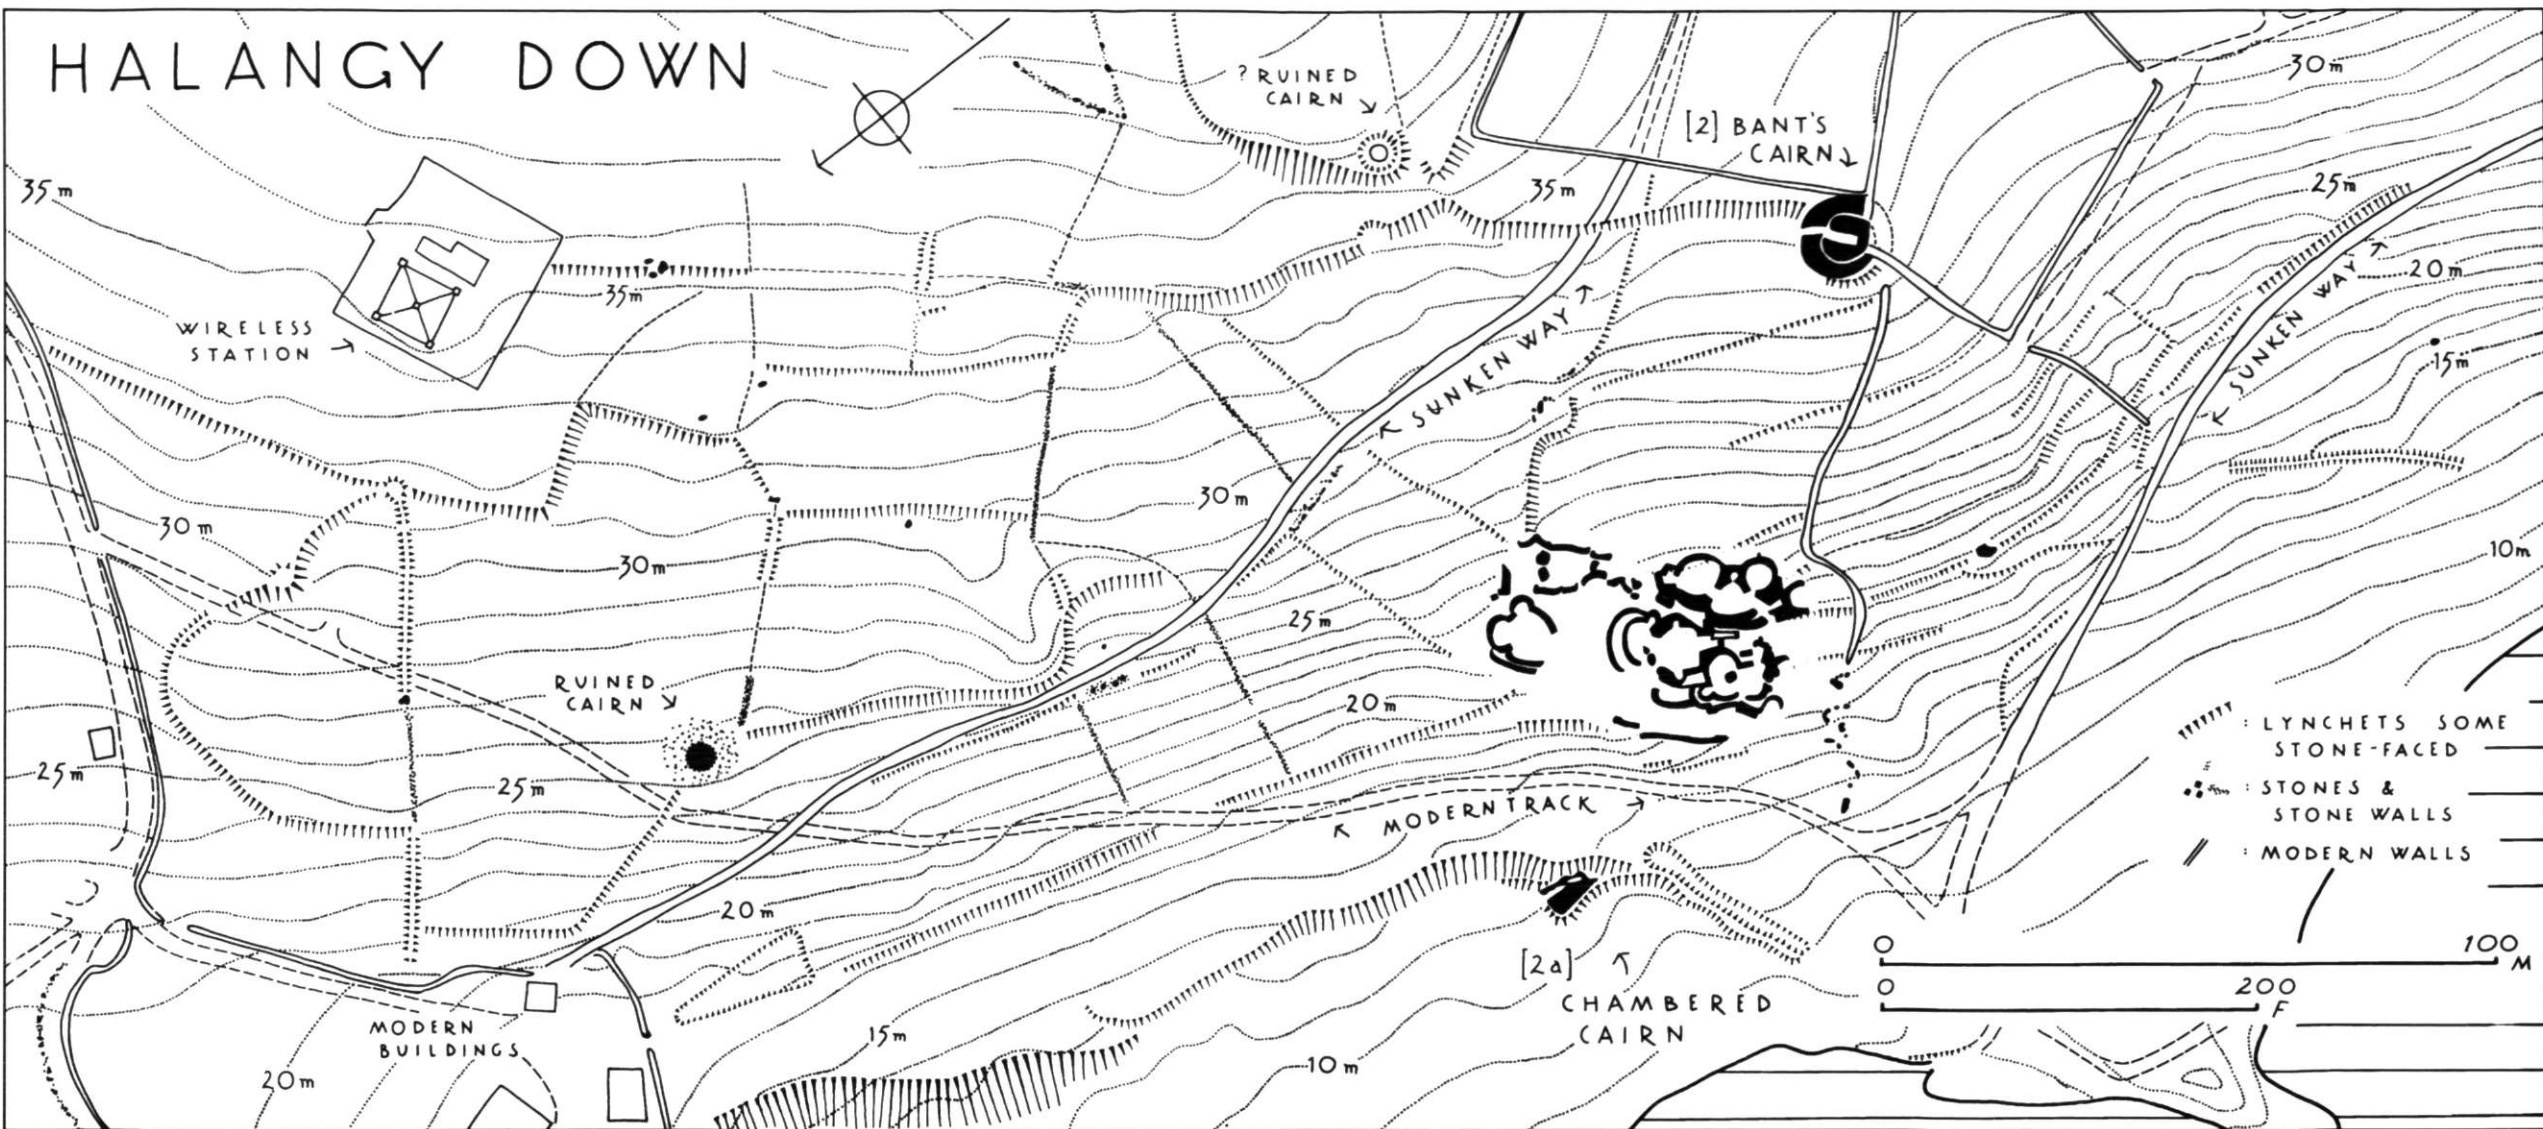 HALANGY DOWN
? RUINED
CAIRN
[2] BANT'S
CAIRN
30m
35m
35m
25m
20m
35m
WIRELESS
STATION
SUNKEN WAY
SUNKEN WAY
15m
30m
30m
30m
10m
25m
RUINED
CAIRN
20m
25m
25m
LYNCHETS SOME
STONE-FACED
STONES &
STONE WALLS
MODERN WALLS
MODERN TRACK
20m
0 100
M
0 200
F
[2a]
CHAMBERED
CAIRN
MODERN
BUILDINGS
15m
10m
20m